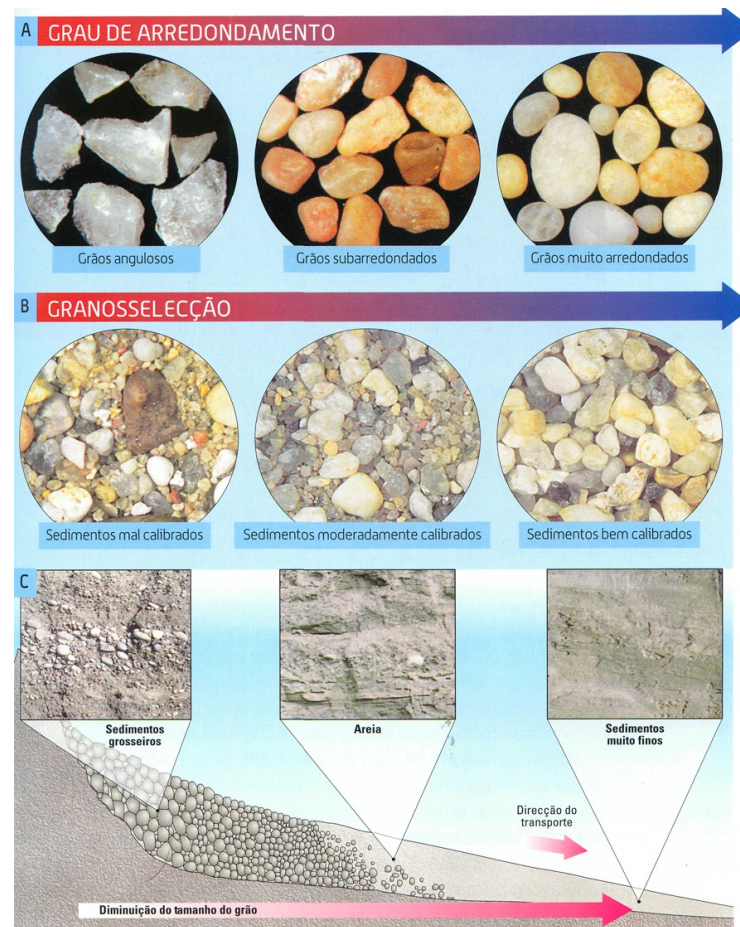 A
GRAU DE ARREDONDAMENTO
Grãos angulosos
Grãos subarredondados
Grãos muito arredondados
B
GRANOSSELECÇÃO
Sedimentos mal calibrados
Sedimentos moderadamente calibrados
Sedimentos bem calibrados
C
Sedimentos
grosseiros
Areia
Sedimentos
muito finos
Direcção do
transporte
Diminuição do tamanho do grão